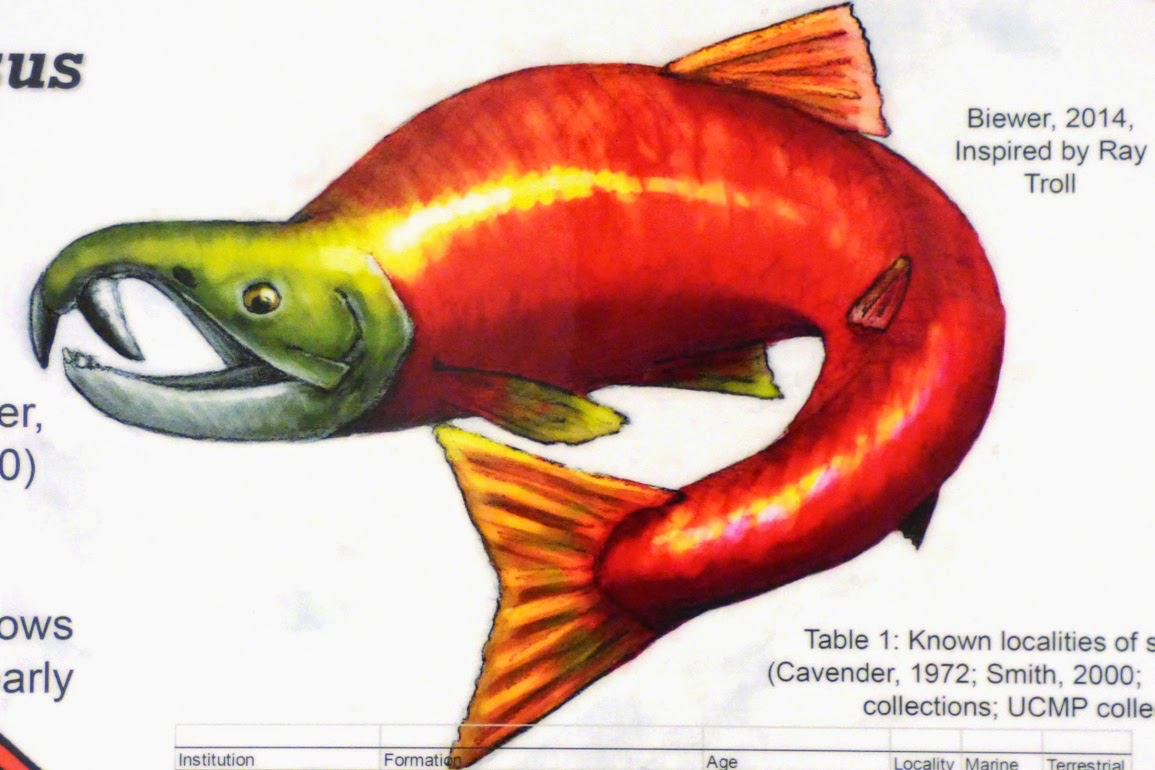 us
Biewer, 2014,
Inspired by Ray
Troll
er,
0)
ows
arly
Table 1: Known localities of s
(Cavender, 1972; Smith, 2000;
collections; UCMP colle
Institution Formation Age Locality Marine Terrestrial